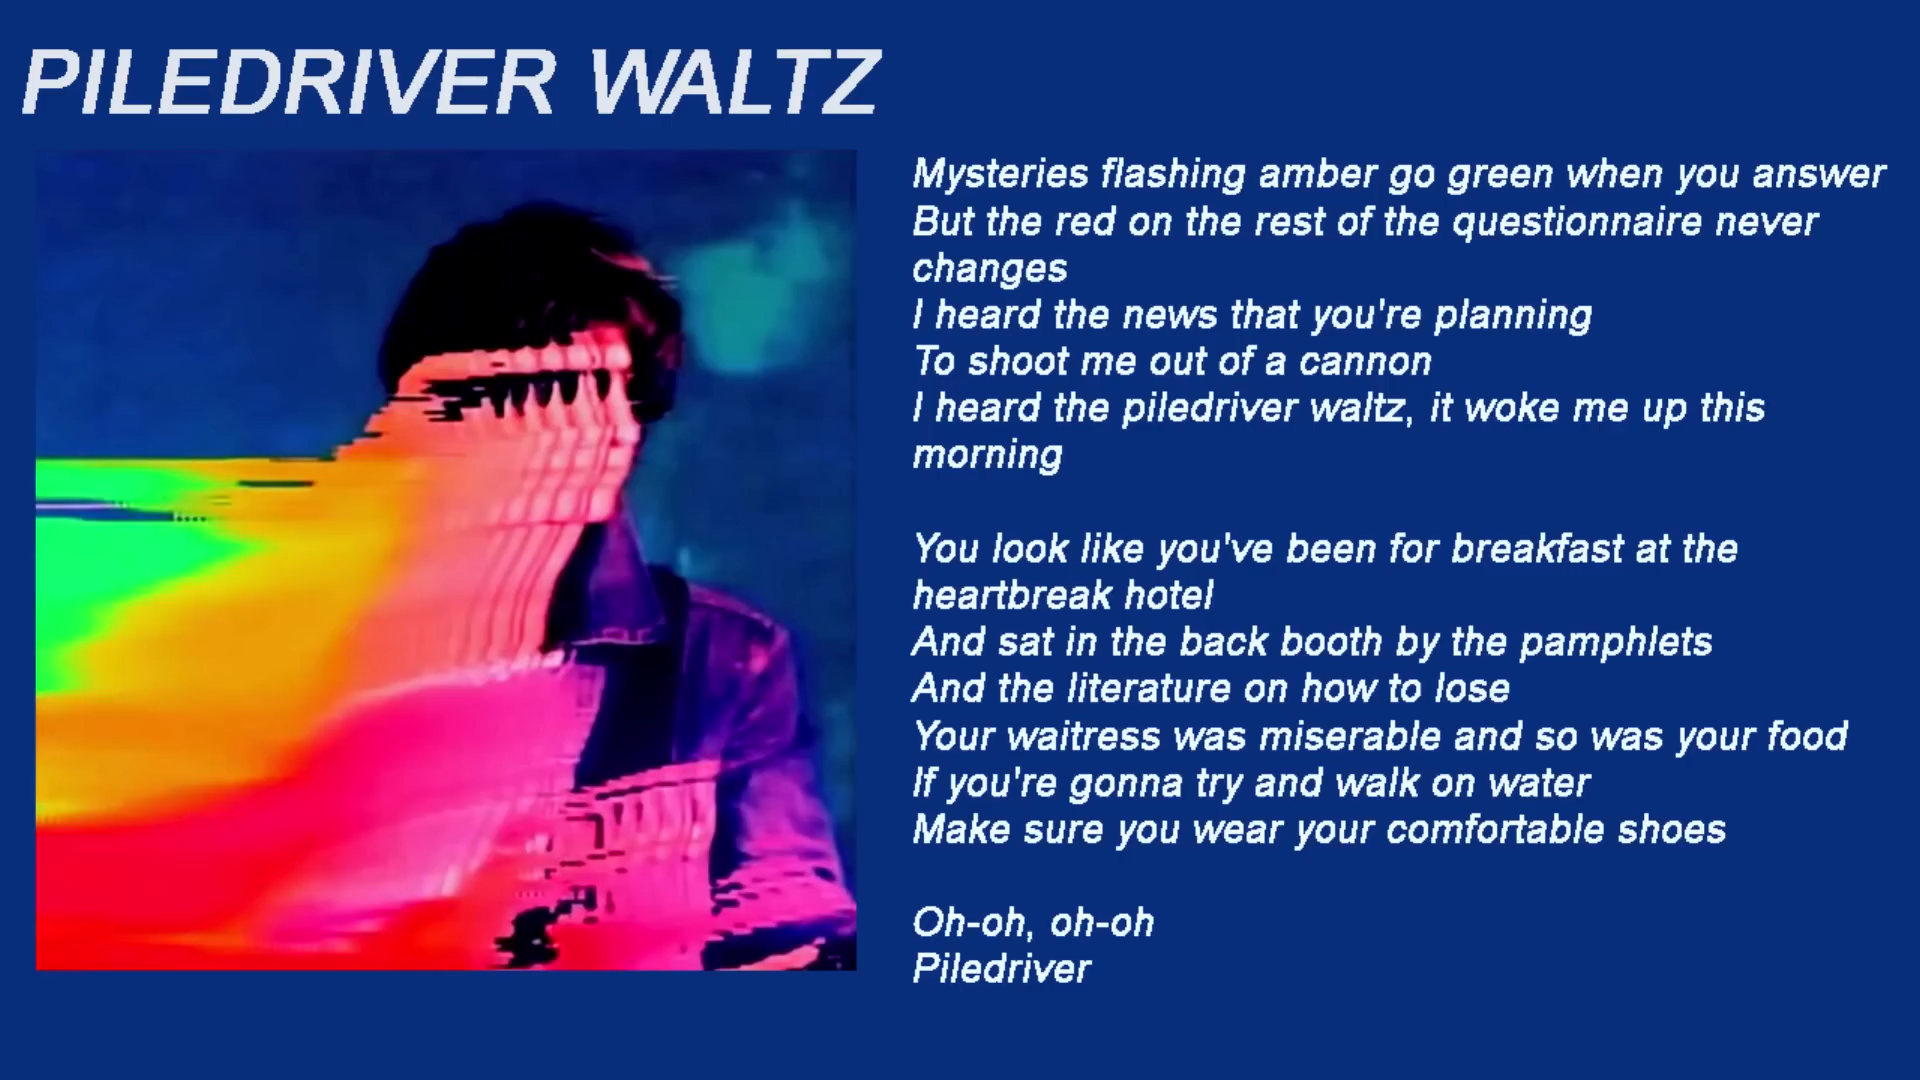 PILEDRIVER WALTZ
Mysteries flashing amber go green when you answer
But the red on the rest of the questionnaire never
changes
I heard the news that you're planning
To shoot me out of a cannon
I heard the piledriver waltz, it woke me up this
morning
You look like you've been for breakfast at the
heartbreak hotel
And sat in the back booth by the pamphlets
And the literature on how to lose
Your waitress was miserable and so was your food
If you're gonna try and walk on water
Make sure you wear your comfortable shoes
Oh-oh, oh-oh
Piledriver